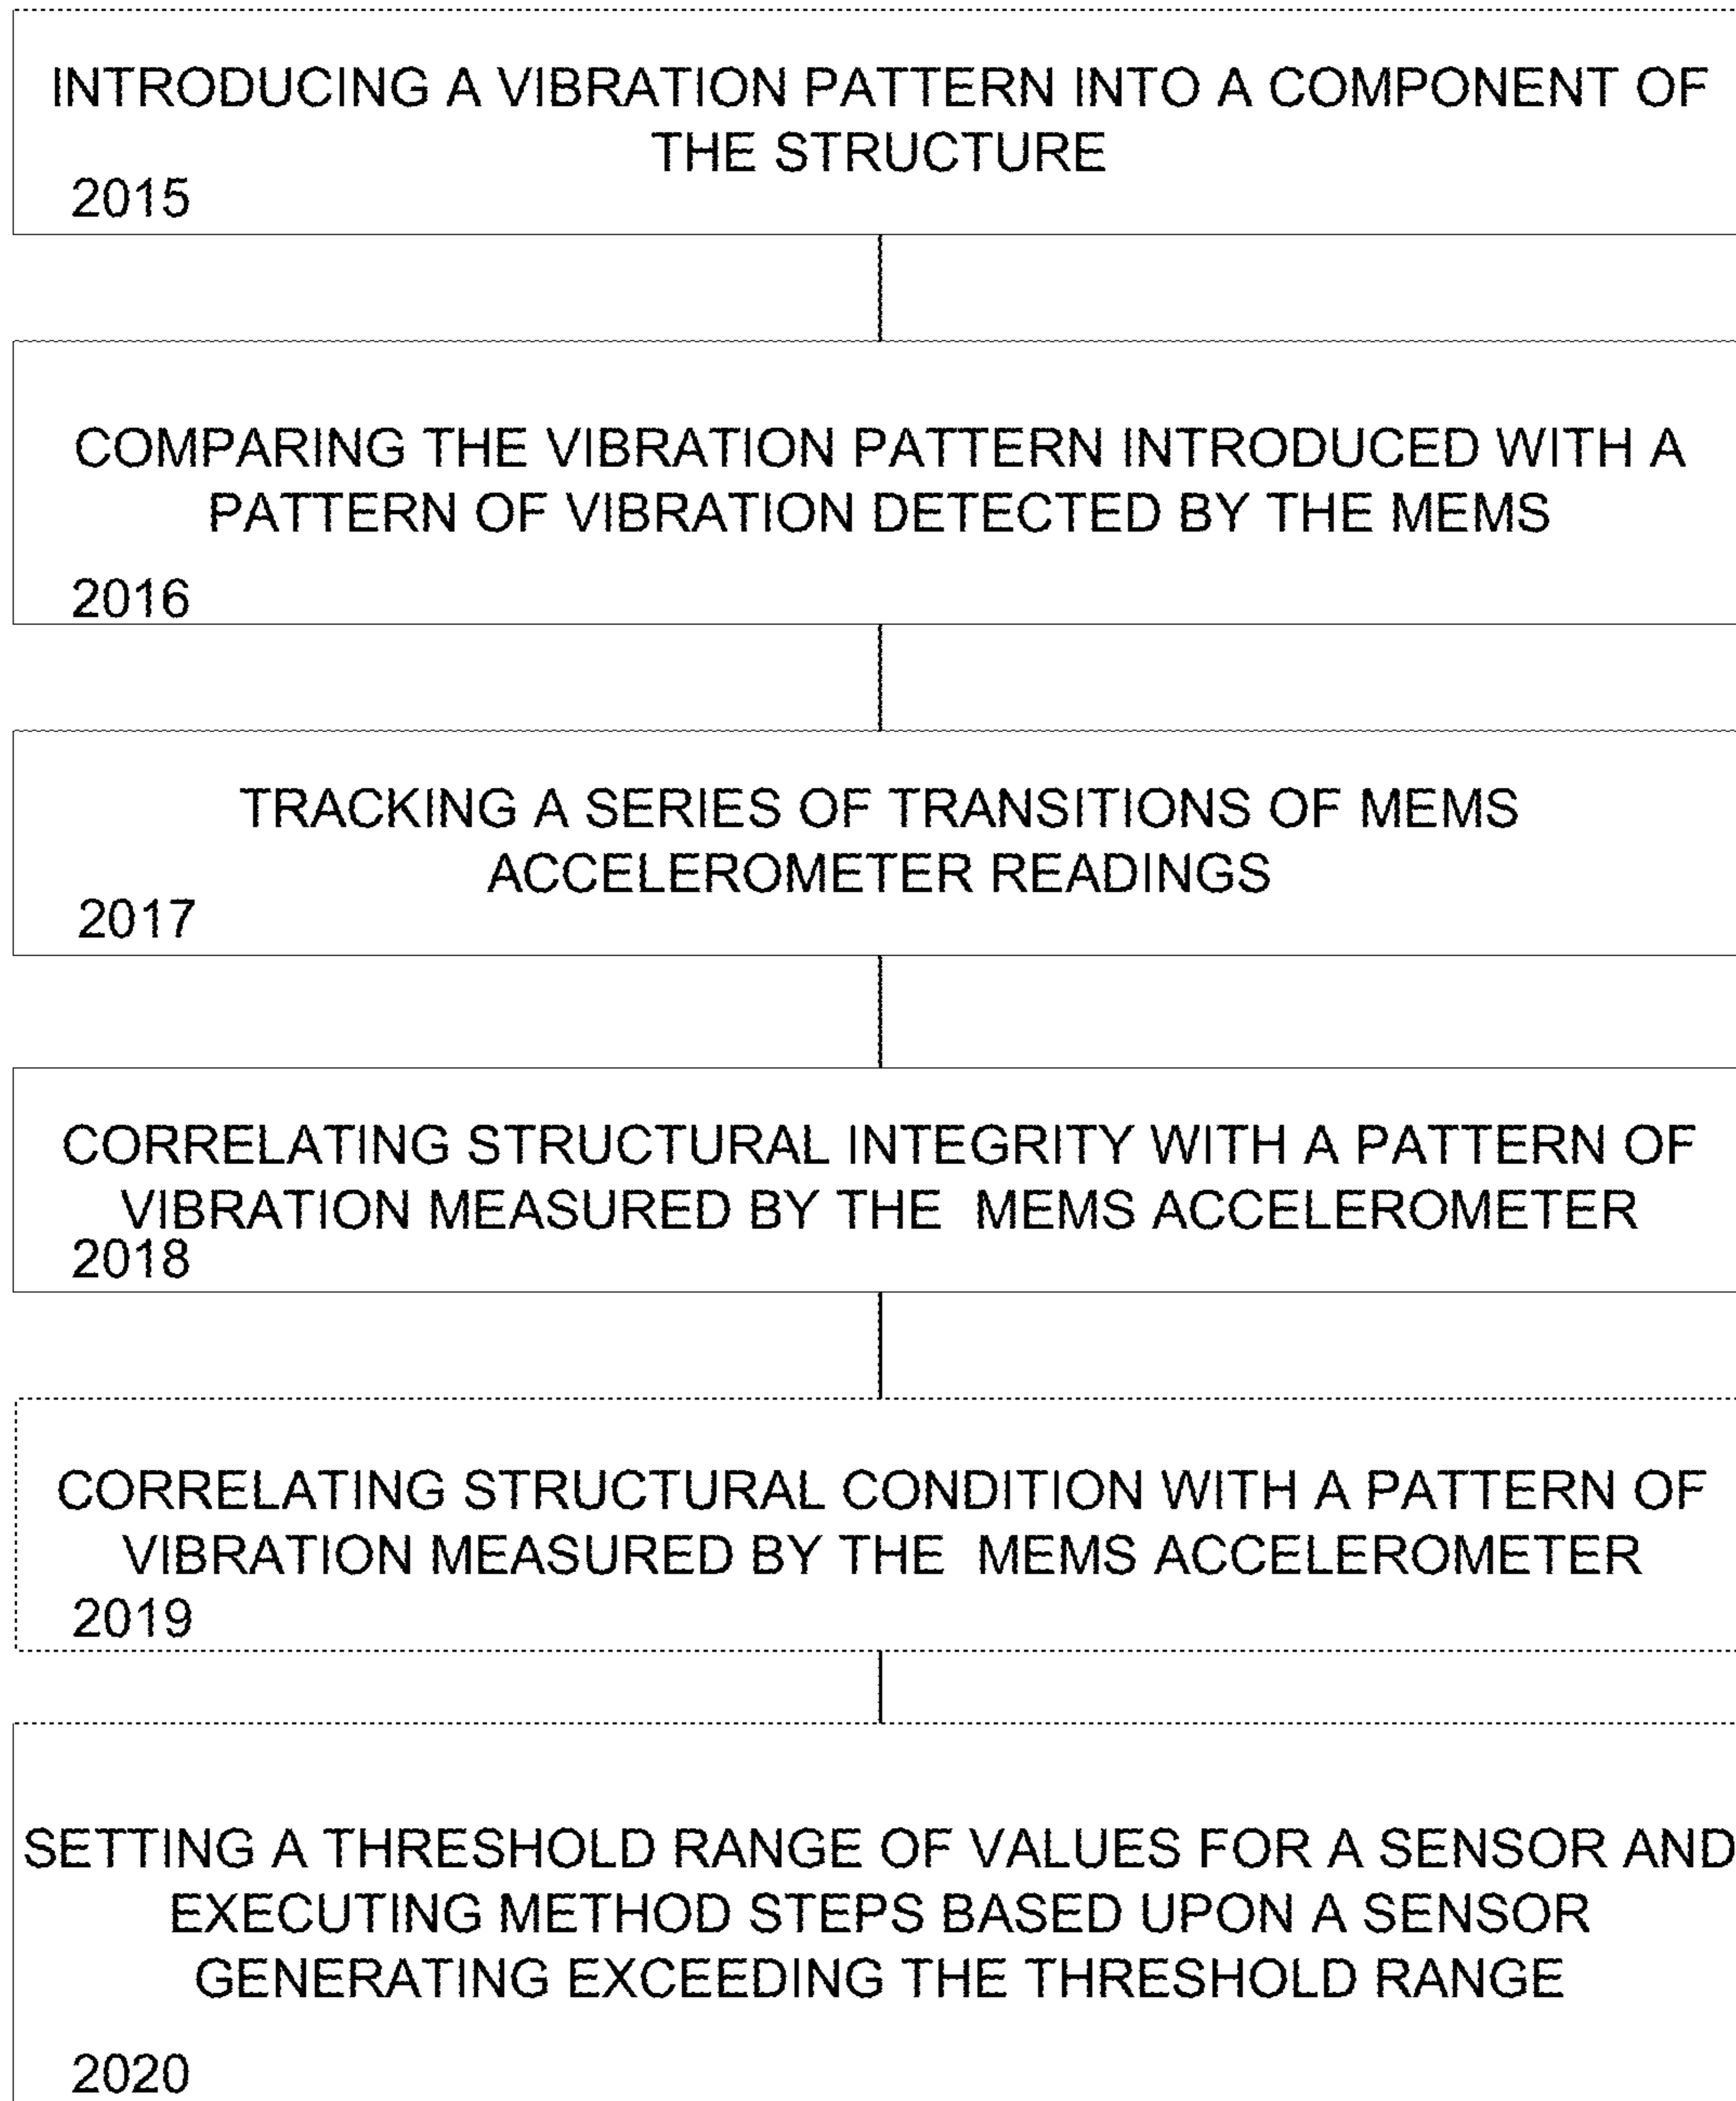 INTRODUCING A VIBRATION PATTERN INTO A COMPONENT OF
THE STRUCTURE
2015
COMPARING THE VIBRATION PATTERN INTRODUCED WITH A
PATTERN OF VIBRATION DETECTED BY THE MEMS
2016
TRACKING A SERIES OF TRANSITIONS OF MEMS
ACCELEROMETER READINGS
2017
CORRELATING STRUCTURAL INTEGRITY WITH A PATTERN OF
VIBRATION MEASURED BY THE MEMS ACCELEROMETER
2018
CORRELATING STRUCTURAL CONDITION WITH A PATTERN OF
VIBRATION MEASURED BY THE MEMS ACCELEROMETER
2019
SETTING A THRESHOLD RANGE OF VALUES FOR A SENSOR AND
EXECUTING METHOD STEPS BASED UPON A SENSOR
GENERATING EXCEEDING THE THRESHOLD RANGE
2020